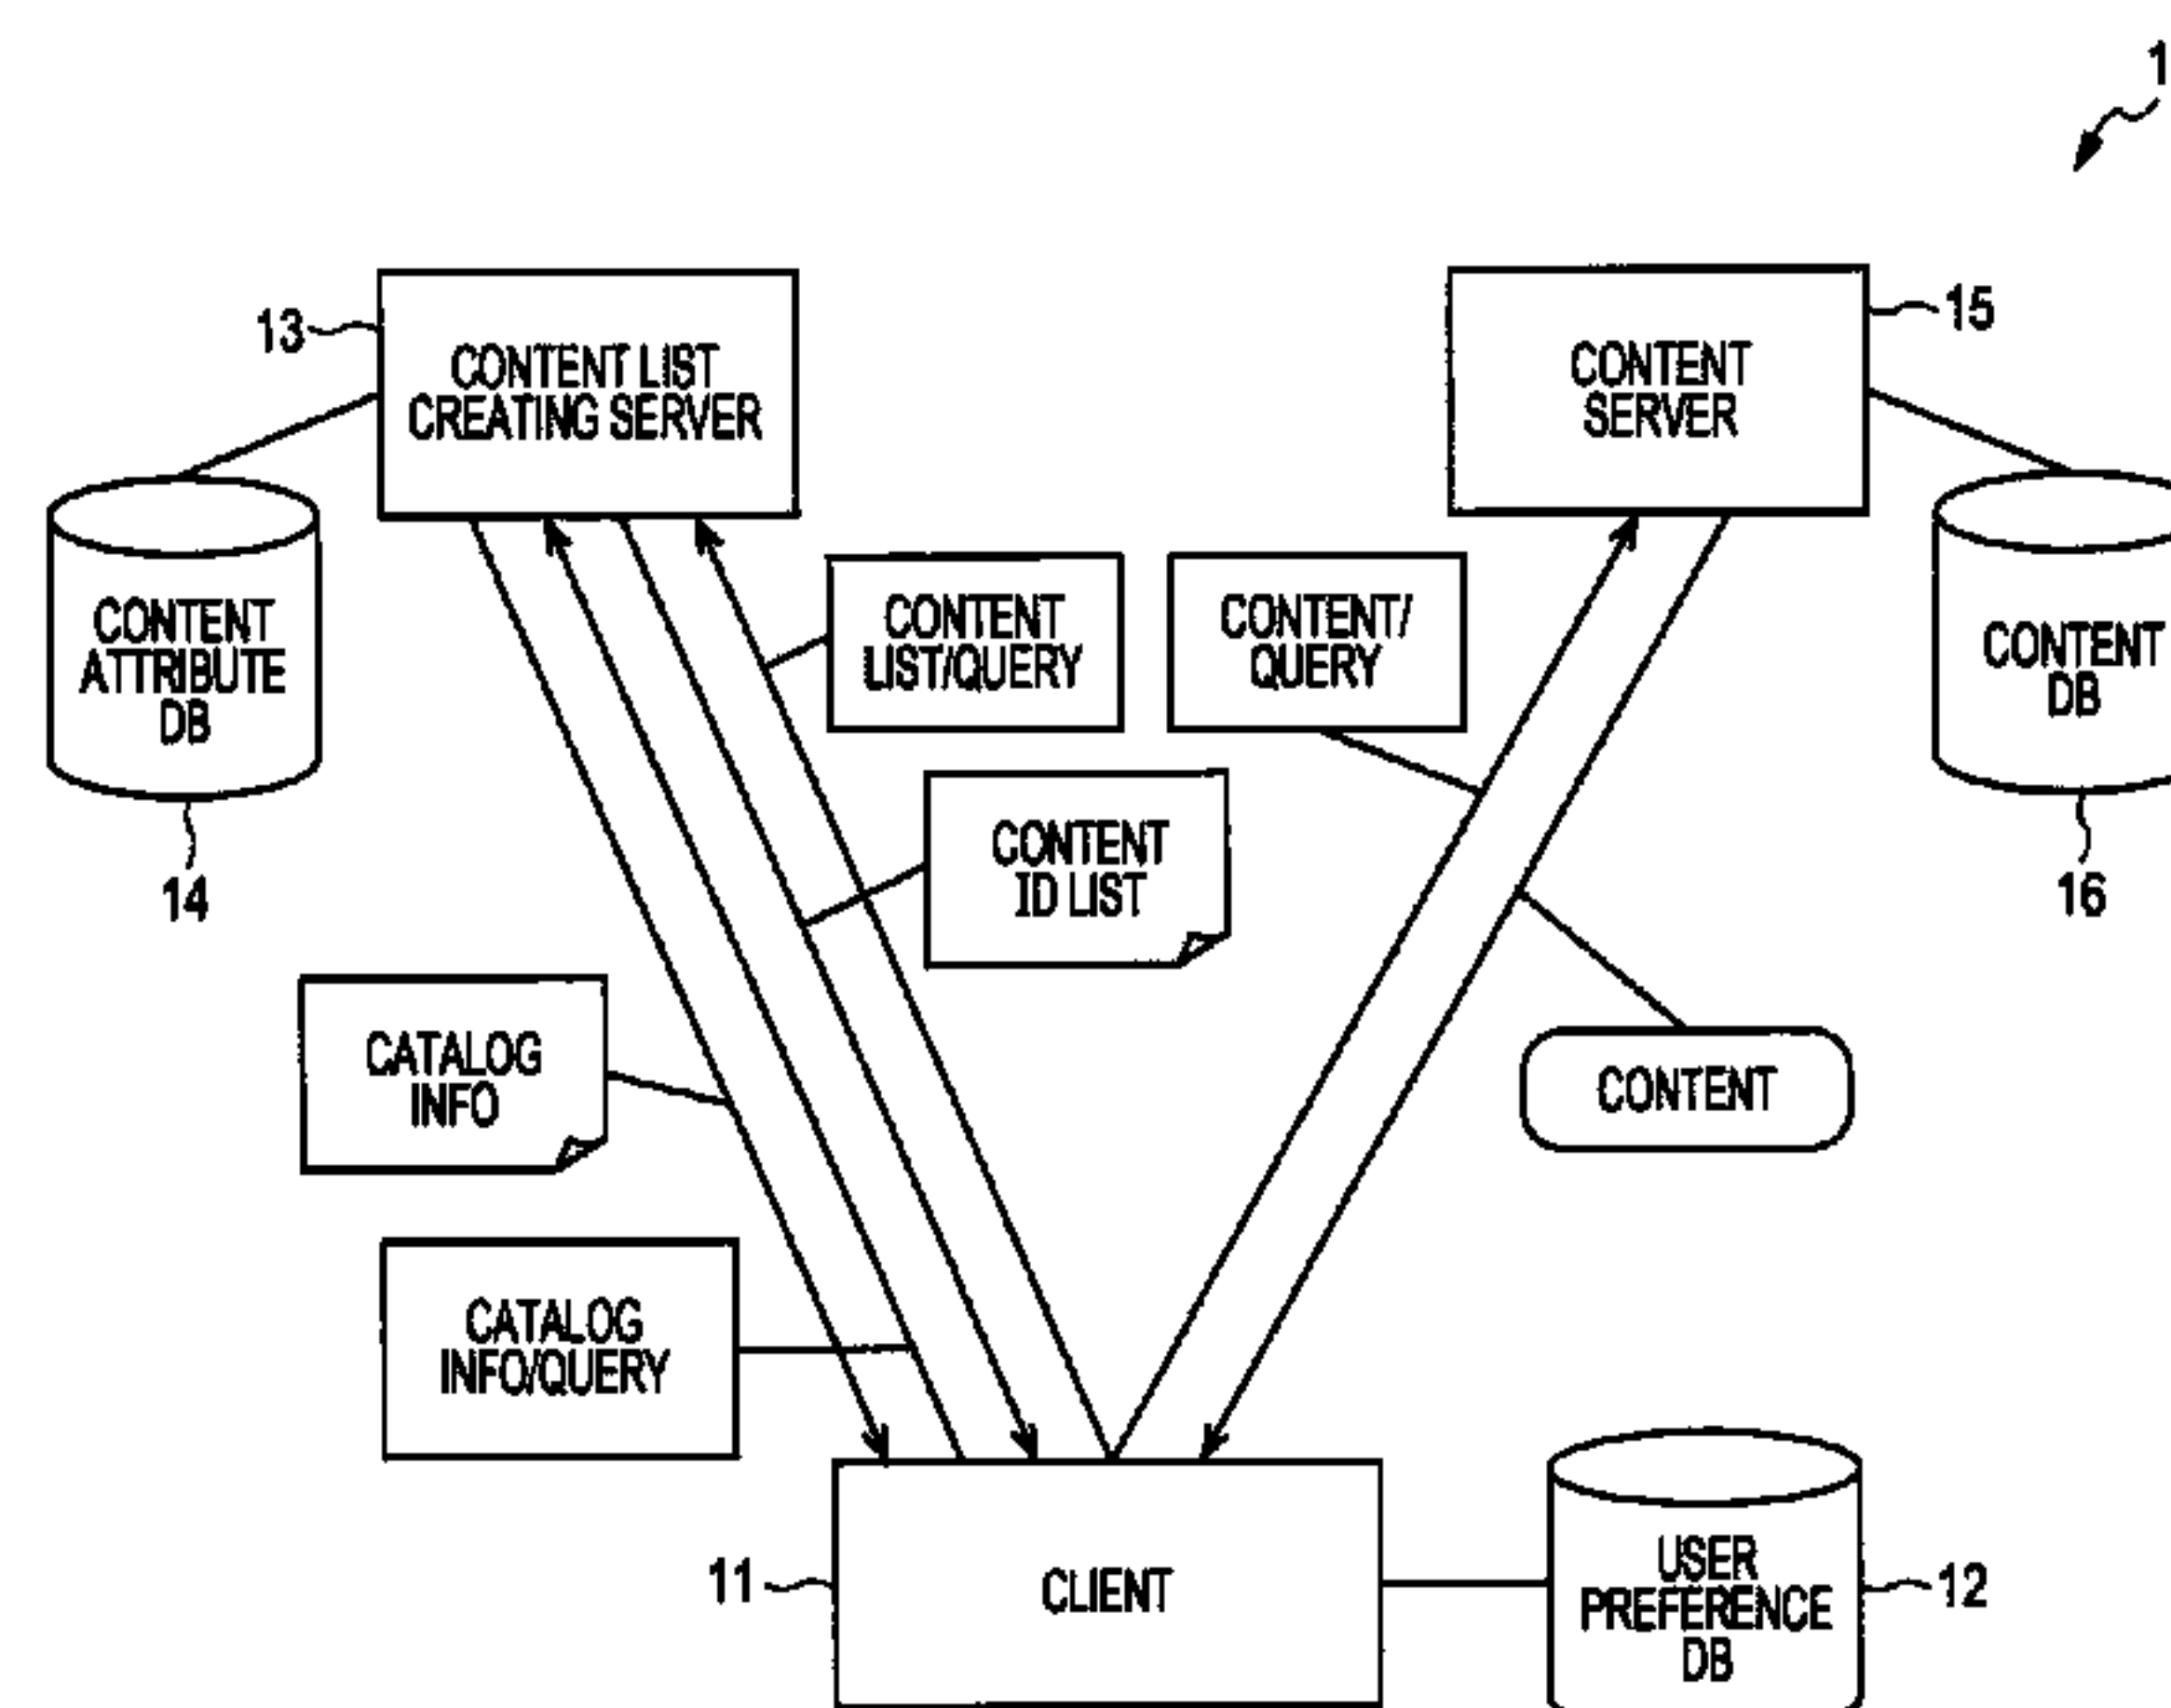 1
13
CONTENT LIST
CREATING SERVER
CONTENT
SERVER
15
CONTENT
ATTRIBUTE
DB
14
CONTENT
LIST/QUERY
CONTENT/
QUERY
CONTENT
DB
16
CONTENT
ID LIST
CATALOG
INFO
CONTENT
CATALOG
INFO/QUERY
11
CLIENT
USER
PREFERENCE
DB
12